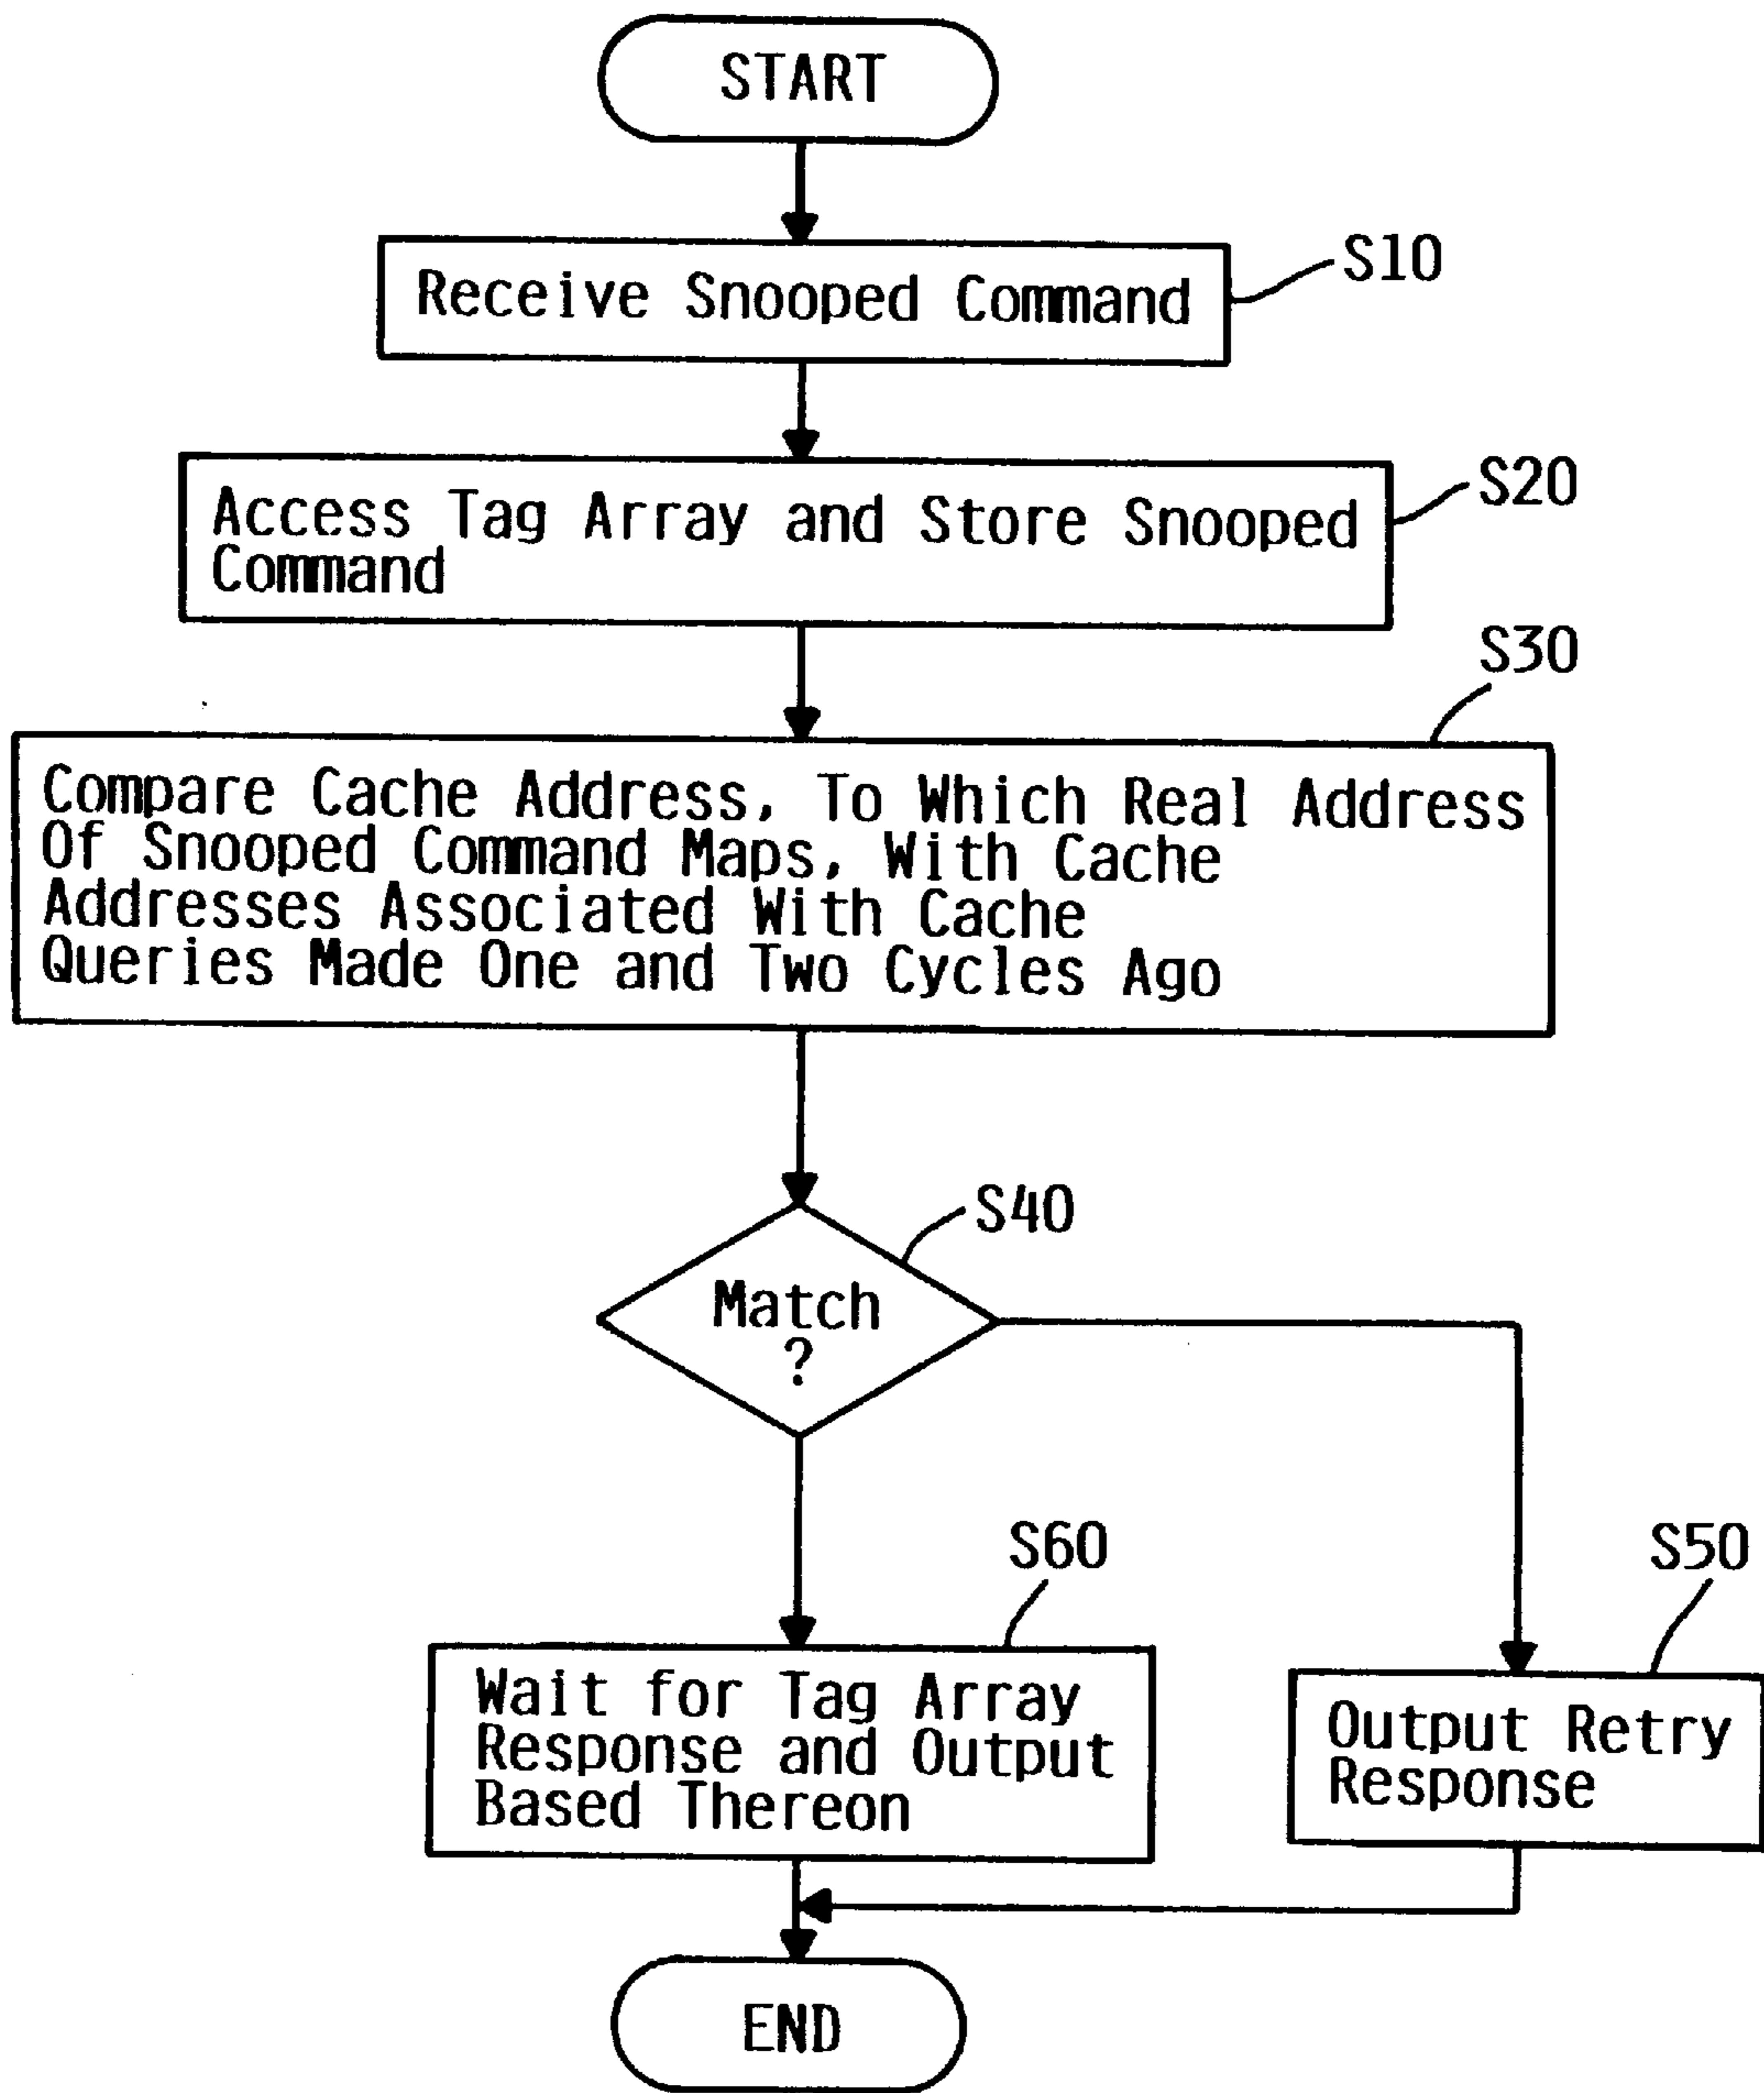 START
Receive Snooped Command
S10
Access Tag Array and Store Snooped
Command
S20
S30
Compare Cache Address, To Which Real Address
Of Snooped Command Maps, With Cache
Addresses Associated With Cache
Queries Made One and Two Cycles Ago
S40
Match
?
S60
Wait for Tag Array
Response and Output
Based Thereon
S50
Output Retry
Response
END